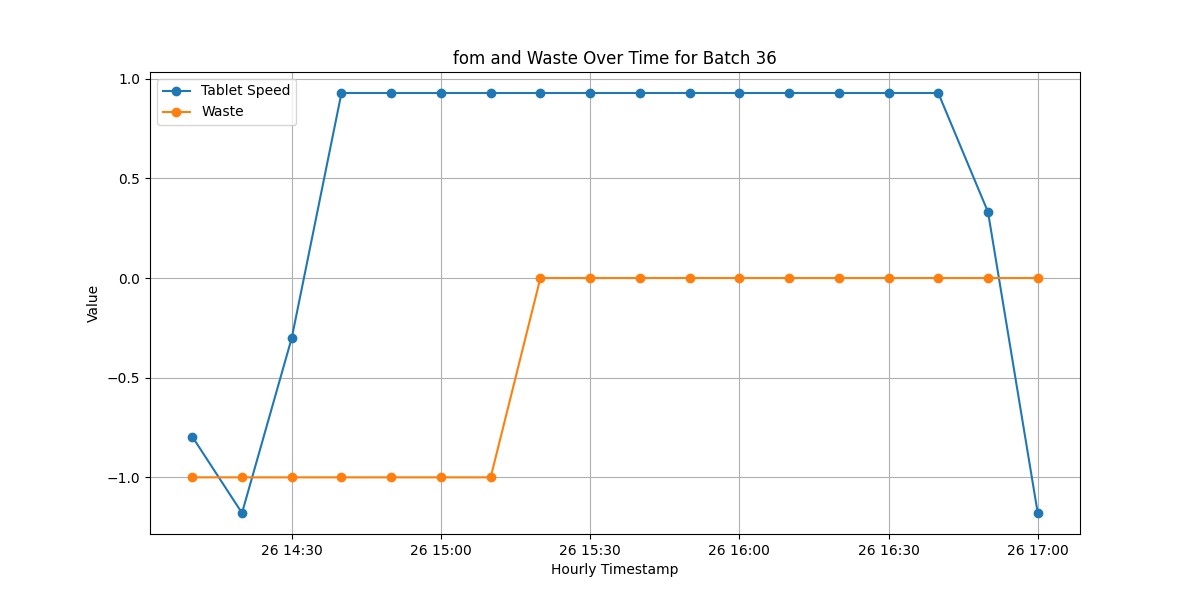 fom and Waste Over Time for Batch 36
Tablet Speed
Waste
1.0
0.5
0.0
−0.5
−1.0
Value
26 14:30
26 15:00
26 15:30
26 16:00
26 16:30
26 17:00
Hourly Timestamp